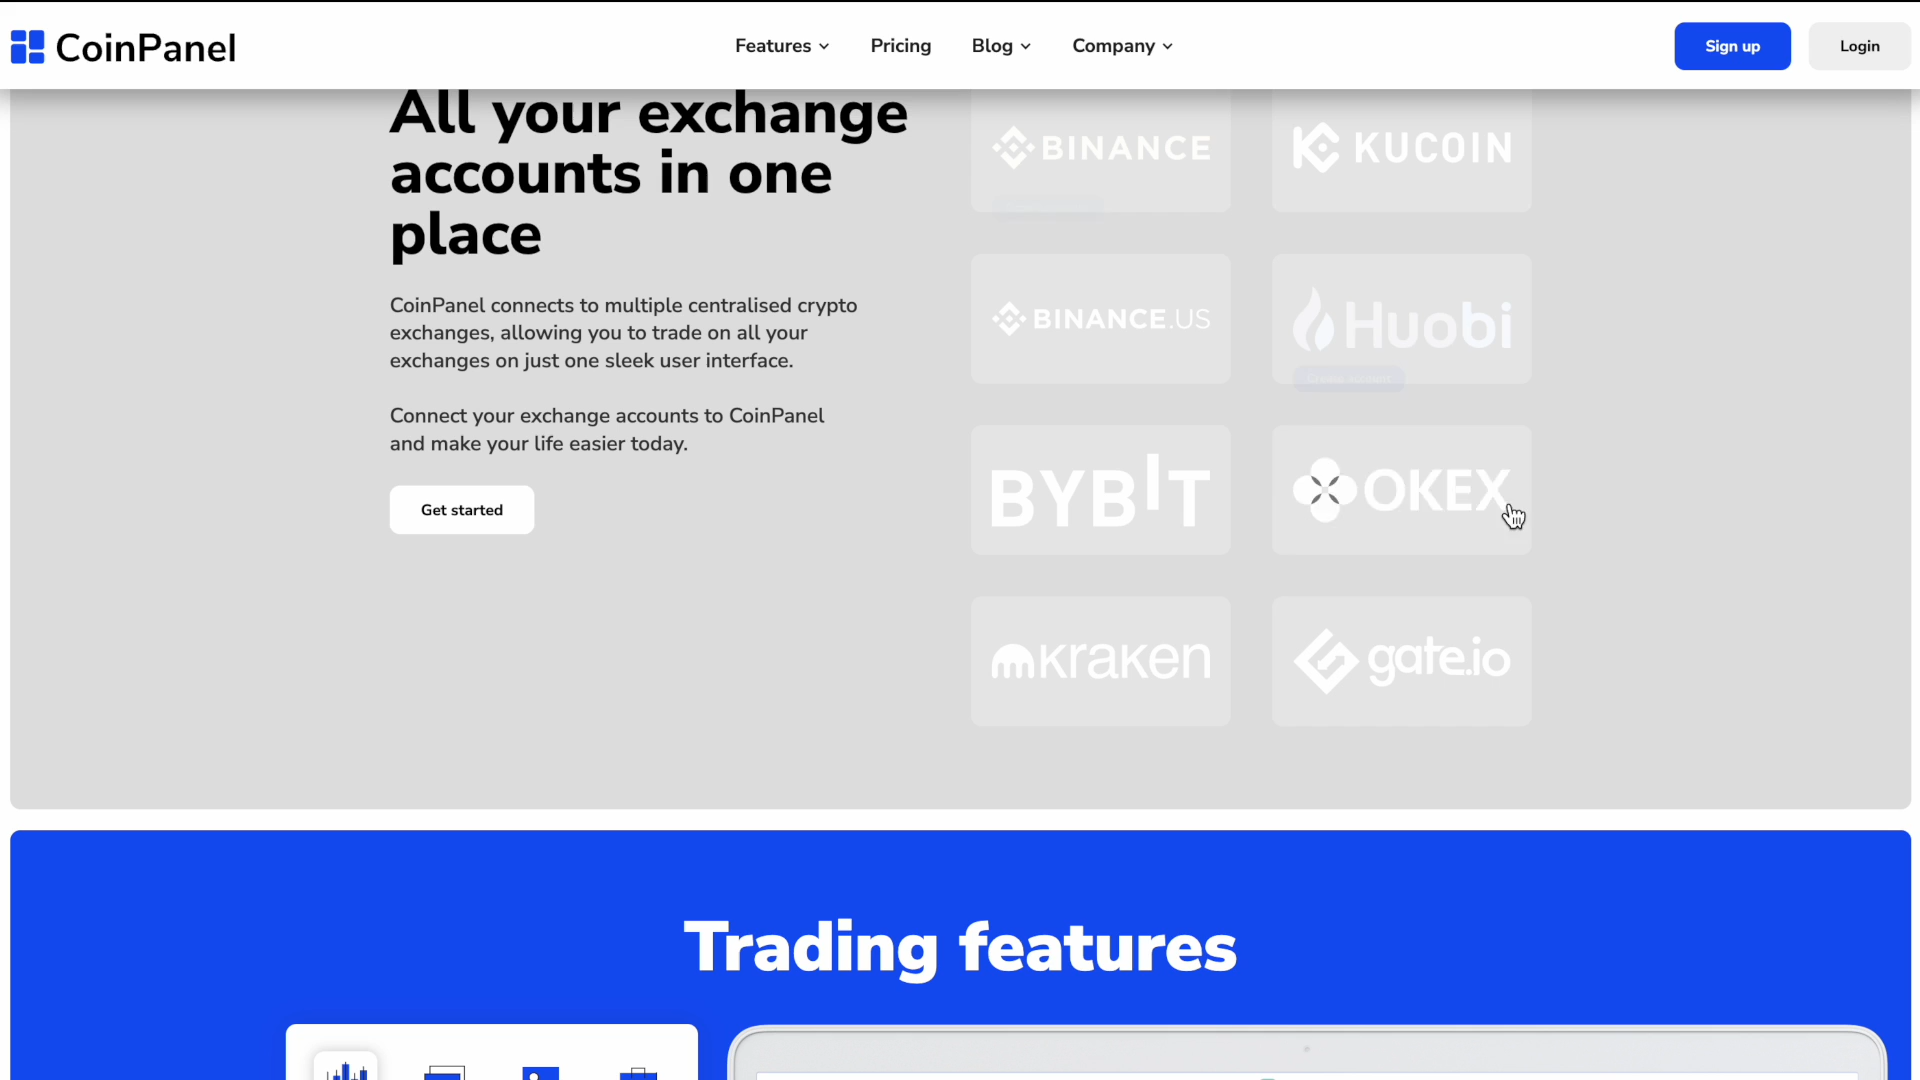 CoinPanel
Features
Pricing
Blog
Company
Sign up
Login
All your exchange
accounts in one
place
CoinPanel connects to multiple centralised crypto
exchanges, allowing you to trade on all your
exchanges on just one sleek user interface.
Connect your exchange accounts to CoinPanel
and make your life easier today.
Get started
BINANCE
KUCOIN
BINANCE.US
Huobi
Create account
BYBIT
OKEX
kraken
gate.io
Trading features